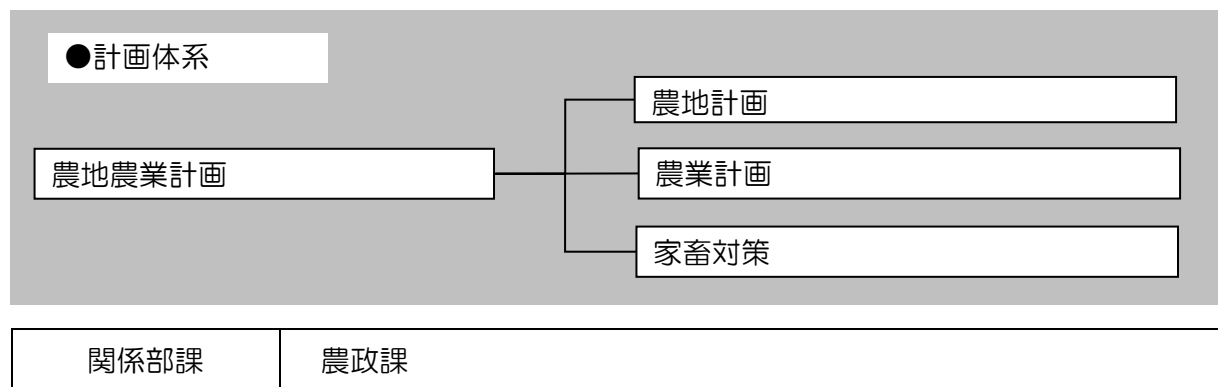 ●計画体系
農地計画
農地農業計画
農業計画
家畜対策
関係部課 農政課